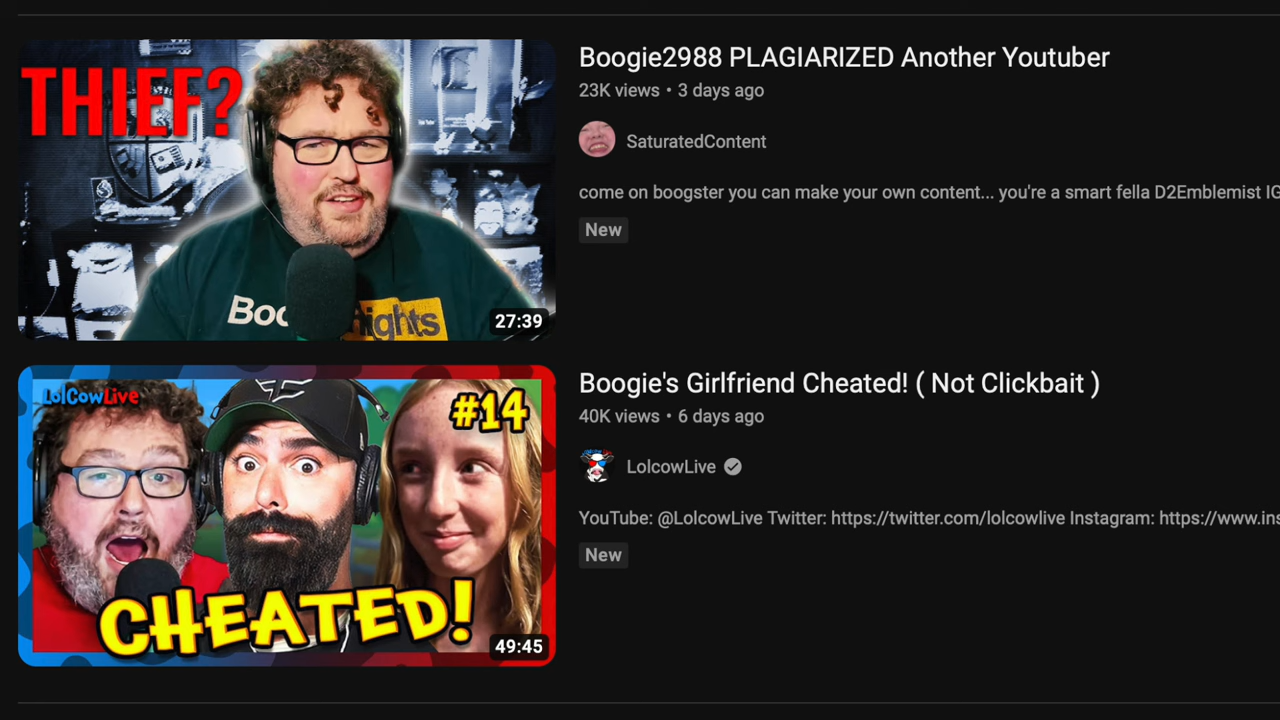 THIEF?
Boo ights
27:39
Boogie2988 PLAGIARIZED Another Youtuber
23K views • 3 days ago
SaturatedContent
come on boogster you can make your own content... you're a smart fella D2Emblemist IG
New
LolCowLive
#14
CHEATED!
49:45
Boogie's Girlfriend Cheated! ( Not Clickbait )
40K views • 6 days ago
LolcowLive
YouTube: @LolcowLive Twitter: https://twitter.com/lolcowlive Instagram: https://www.ins
New